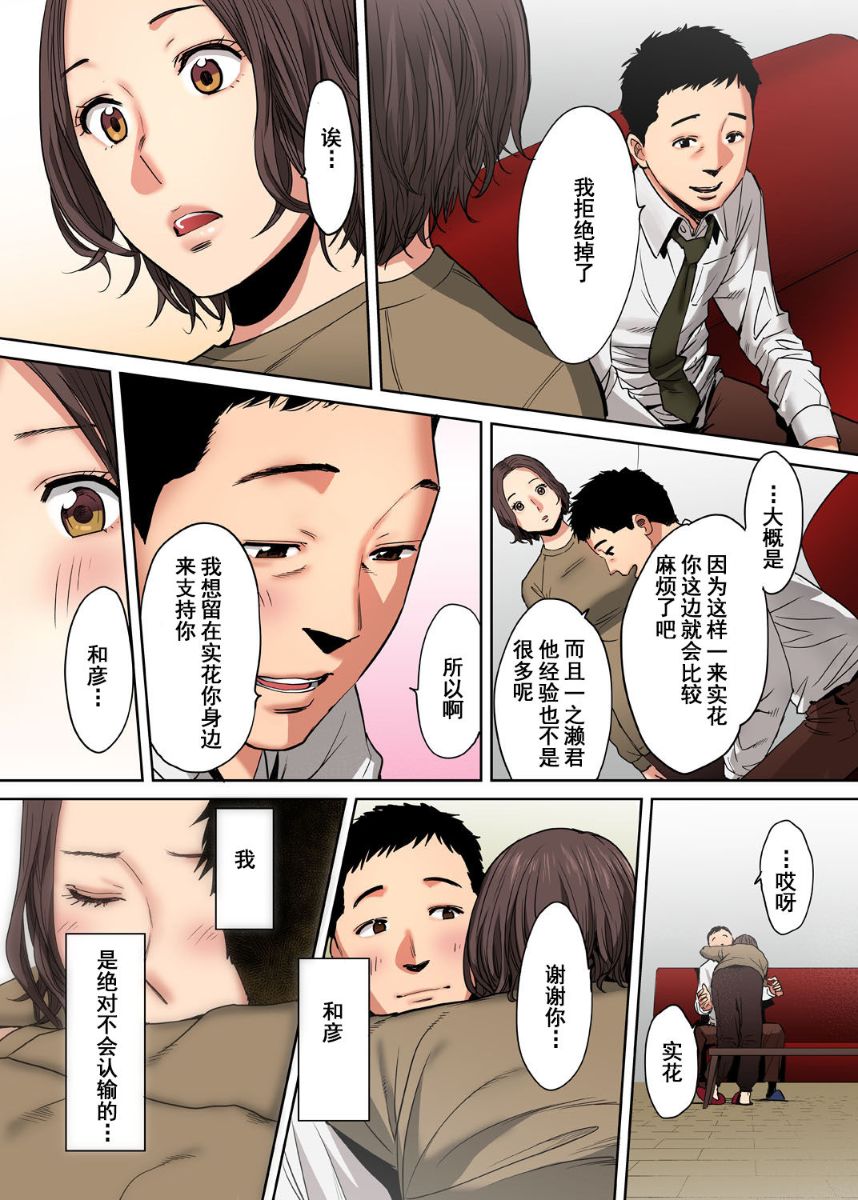 我拒绝掉了
诶…
…大概是
因为这样一来实花
你这边就会比较
麻烦了吧
而且一之濑君
他经验也不是
很多呢
所以啊
我想留在实花你身边
来支持你
和彦…
…哎呀
实花
谢谢你…
和彦
我
是绝对不会认输的…